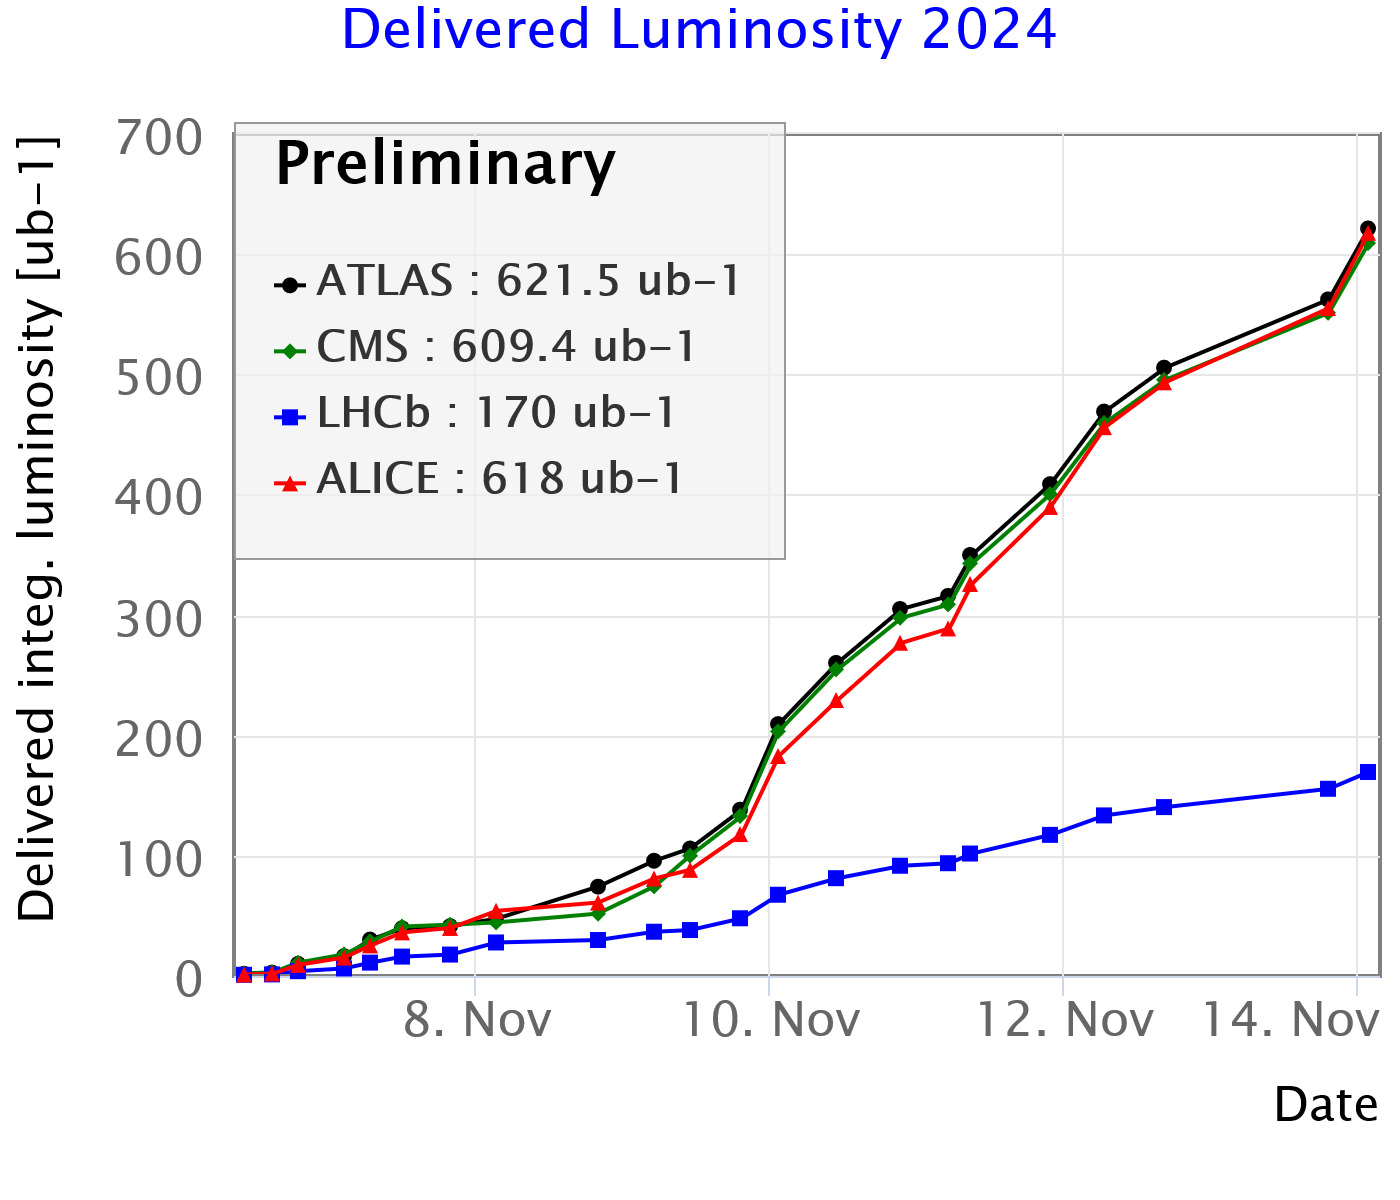 Delivered Luminosity 2024
Delivered integ. luminosity [ub-1]
700
600
500
400
300
200
100
0
Preliminary
ATLAS : 621.5 ub-1
CMS : 609.4 ub-1
LHCb : 170 ub-1
ALICE : 618 ub-1
8. Nov
10. Nov
12. Nov
14. Nov
Date